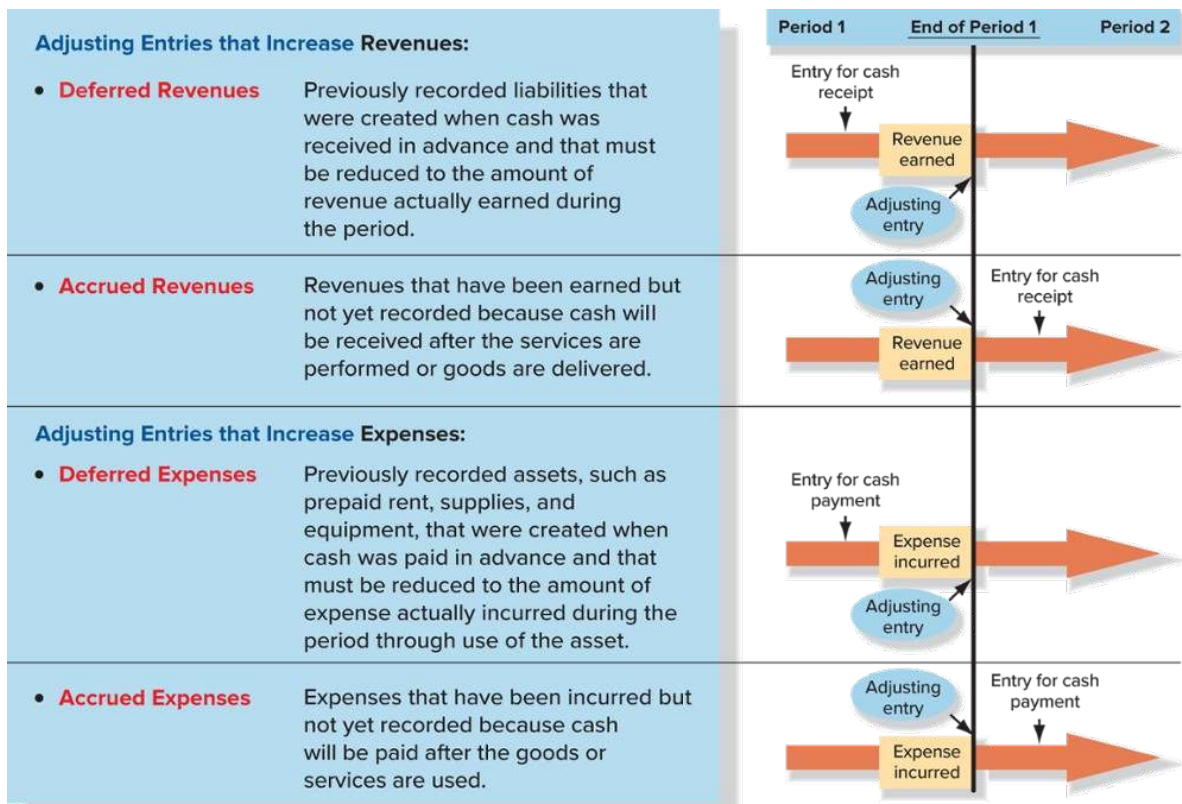 Adjusting Entries that Increase Revenues:
• Deferred Revenues
Previously recorded liabilities that
were created when cash was
received in advance and that must
be reduced to the amount of
revenue actually earned during
the period.
Period 1 End of Period 1 Period 2
Entry for cash
receipt
Revenue
earned
Adjusting
entry
• Accrued Revenues
Revenues that have been earned but
not yet recorded because cash will
be received after the services are
performed or goods are delivered.
Adjusting
entry
Entry for cash
receipt
Revenue
earned
Adjusting Entries that Increase Expenses:
• Deferred Expenses
Previously recorded assets, such as
prepaid rent, supplies, and
equipment, that were created when
cash was paid in advance and that
must be reduced to the amount of
expense actually incurred during the
period through use of the asset.
Entry for cash
payment
Expense
incurred
Adjusting
entry
• Accrued Expenses
Expenses that have been incurred but
not yet recorded because cash
will be paid after the goods or
services are used.
Adjusting
entry
Entry for cash
payment
Expense
incurred